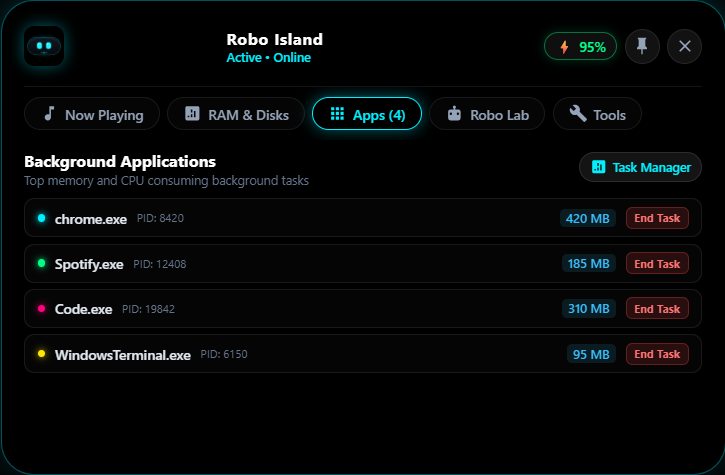 Robo Island
Active • Online
95%
Now Playing
RAM & Disks
Apps (4)
Robo Lab
Tools
Background Applications
Top memory and CPU consuming background tasks
Task Manager
chrome.exe PID: 8420 420 MB End Task
Spotify.exe PID: 12408 185 MB End Task
Code.exe PID: 19842 310 MB End Task
WindowsTerminal.exe PID: 6150 95 MB End Task